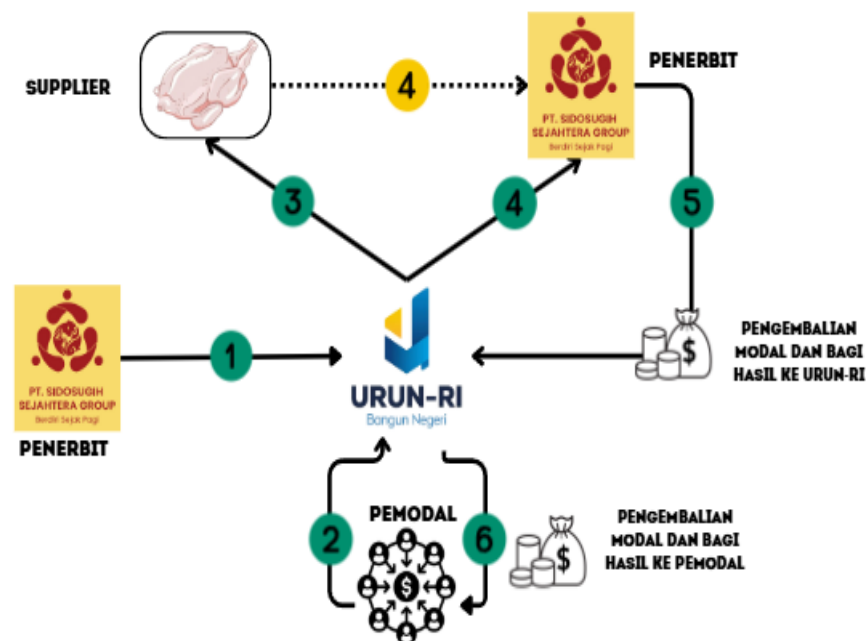 SUPPLIER
4
PENERBIT
PT. SIDOSUGIH
SEJAHTERA GROUP
Berdiri Sejak Pagi
3
4
5
PT. SIDOSUGIH
SEJAHTERA GROUP
Berdiri Sejak Pagi
PENERBIT
1
URUN-RI
Bangun Negeri
$
PENGEMBALIAN
MODAL DAN BAGI
HASIL KE URUN-RI
2
PEMODAL
$
6
$
PENGEMBALIAN
MODAL DAN BAGI
HASIL KE PEMODAL